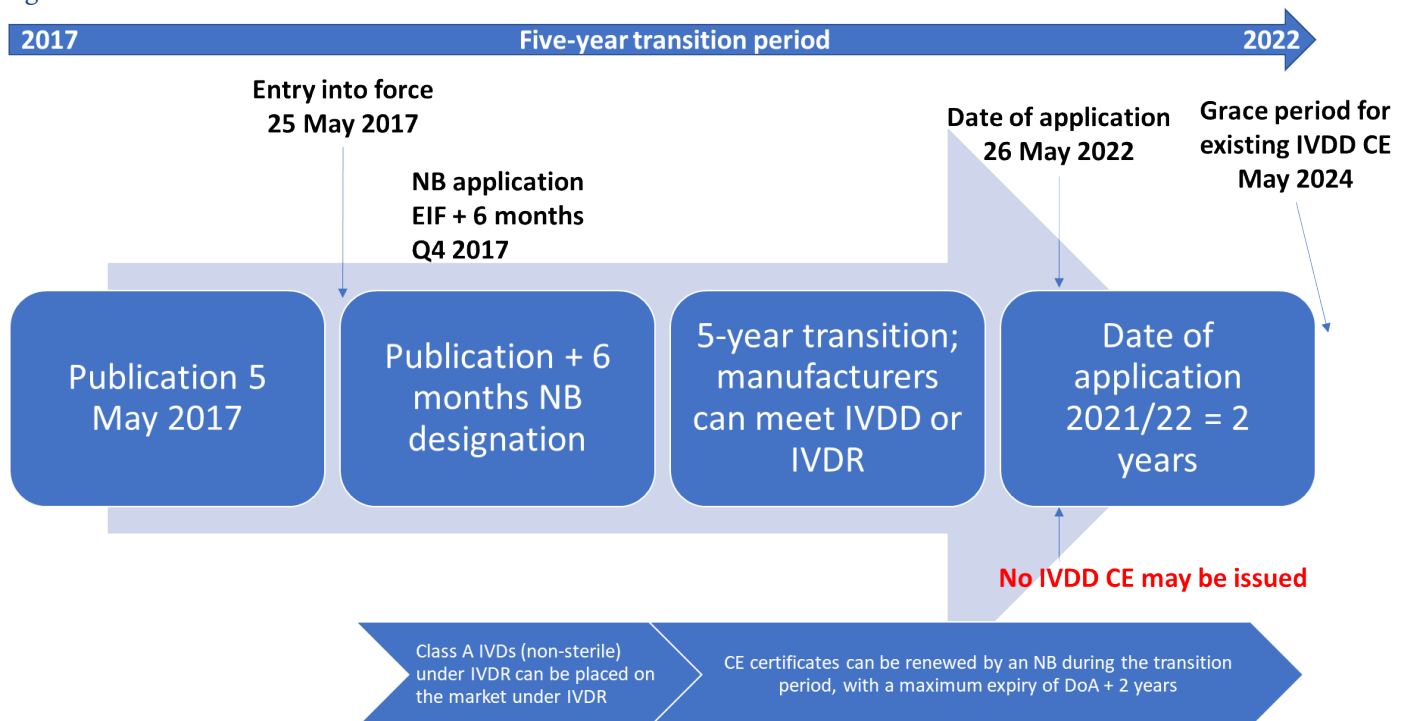 2017 Five-year transition period 2022
Entry into force
25 May 2017
NB application
EIF + 6 months
Q4 2017
Date of application
26 May 2022
Grace period for
existing IVDD CE
May 2024
Publication 5
May 2017
Publication + 6
months NB
designation
5-year transition;
manufacturers
can meet IVDD or
IVDR
Date of
application
2021/22 = 2
years
No IVDD CE may be issued
Class A IVDs (non-sterile)
under IVDR can be placed on
the market under IVDR
CE certificates can be renewed by an NB during the transition
period, with a maximum expiry of DoA + 2 years